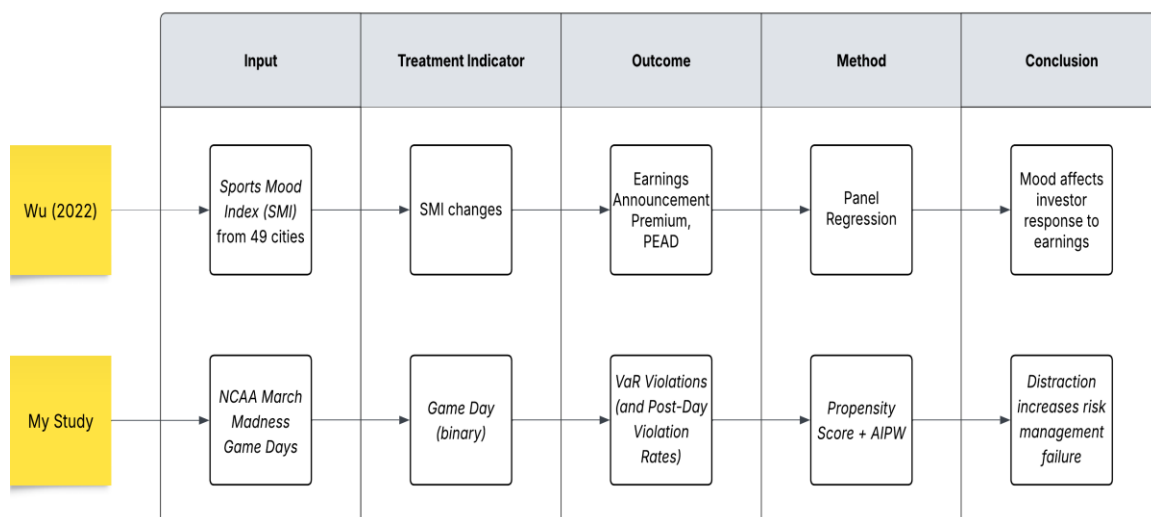 Input
Treatment Indicator
Outcome
Method
Conclusion
Wu (2022)
Sports Mood
Index (SMI)
from 49 cities
SMI changes
Earnings
Announcement
Premium,
PEAD
Panel
Regression
Mood affects
investor
response to
earnings
My Study
NCAA March
Madness
Game Days
Game Day
(binary)
VaR Violations
(and Post-Day
Violation
Rates)
Propensity
Score + AIPW
Distraction
increases risk
management
failure